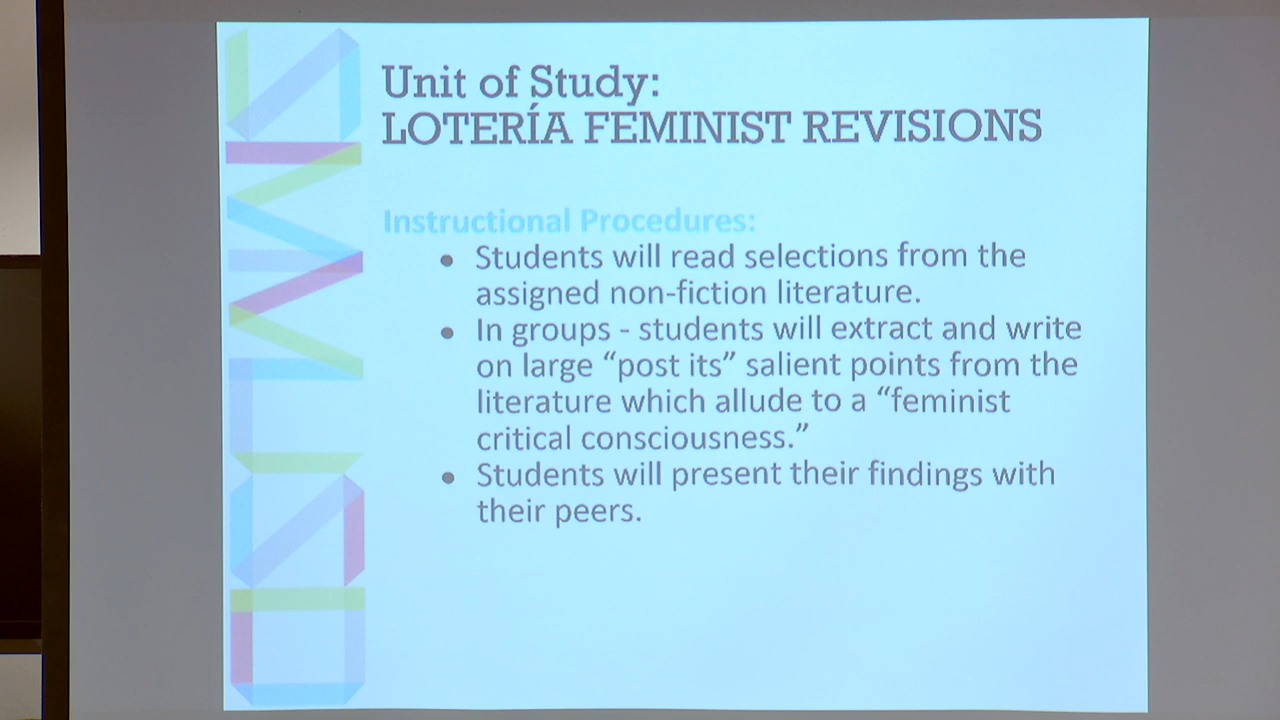 Unit of Study:
LOTERÍA FEMINIST REVISIONS
Instructional Procedures:
• Students will read selections from the
assigned non-fiction literature.
• In groups - students will extract and write
on large “post its” salient points from the
literature which allude to a “feminist
critical consciousness.”
• Students will present their findings with
their peers.